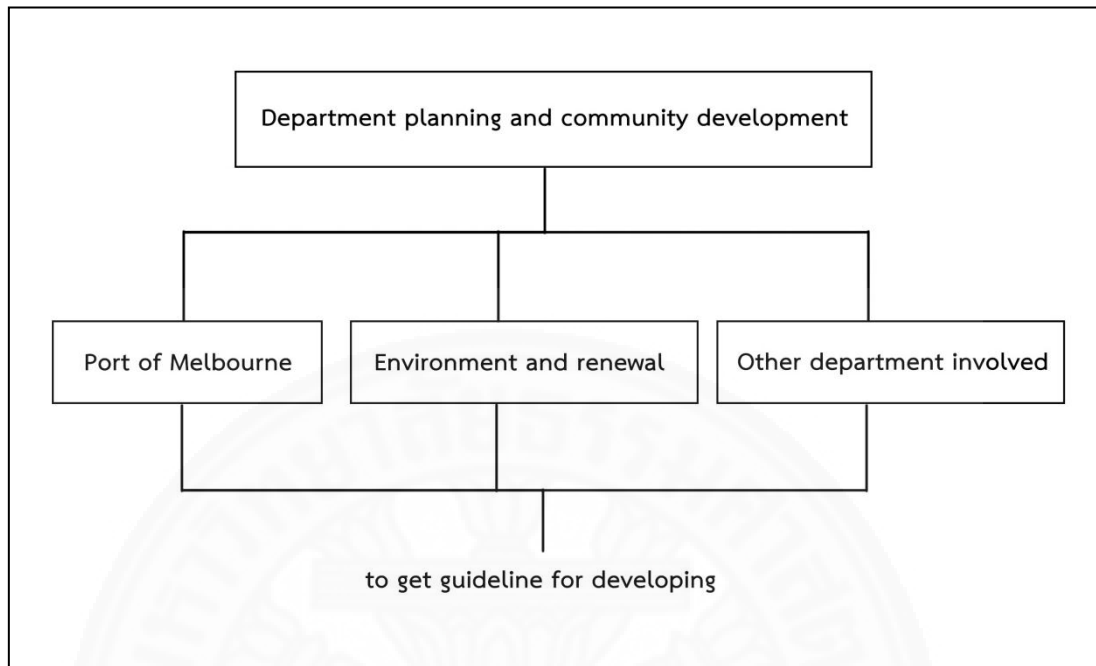 Department planning and community development
Port of Melbourne
Environment and renewal
Other department involved
to get guideline for developing